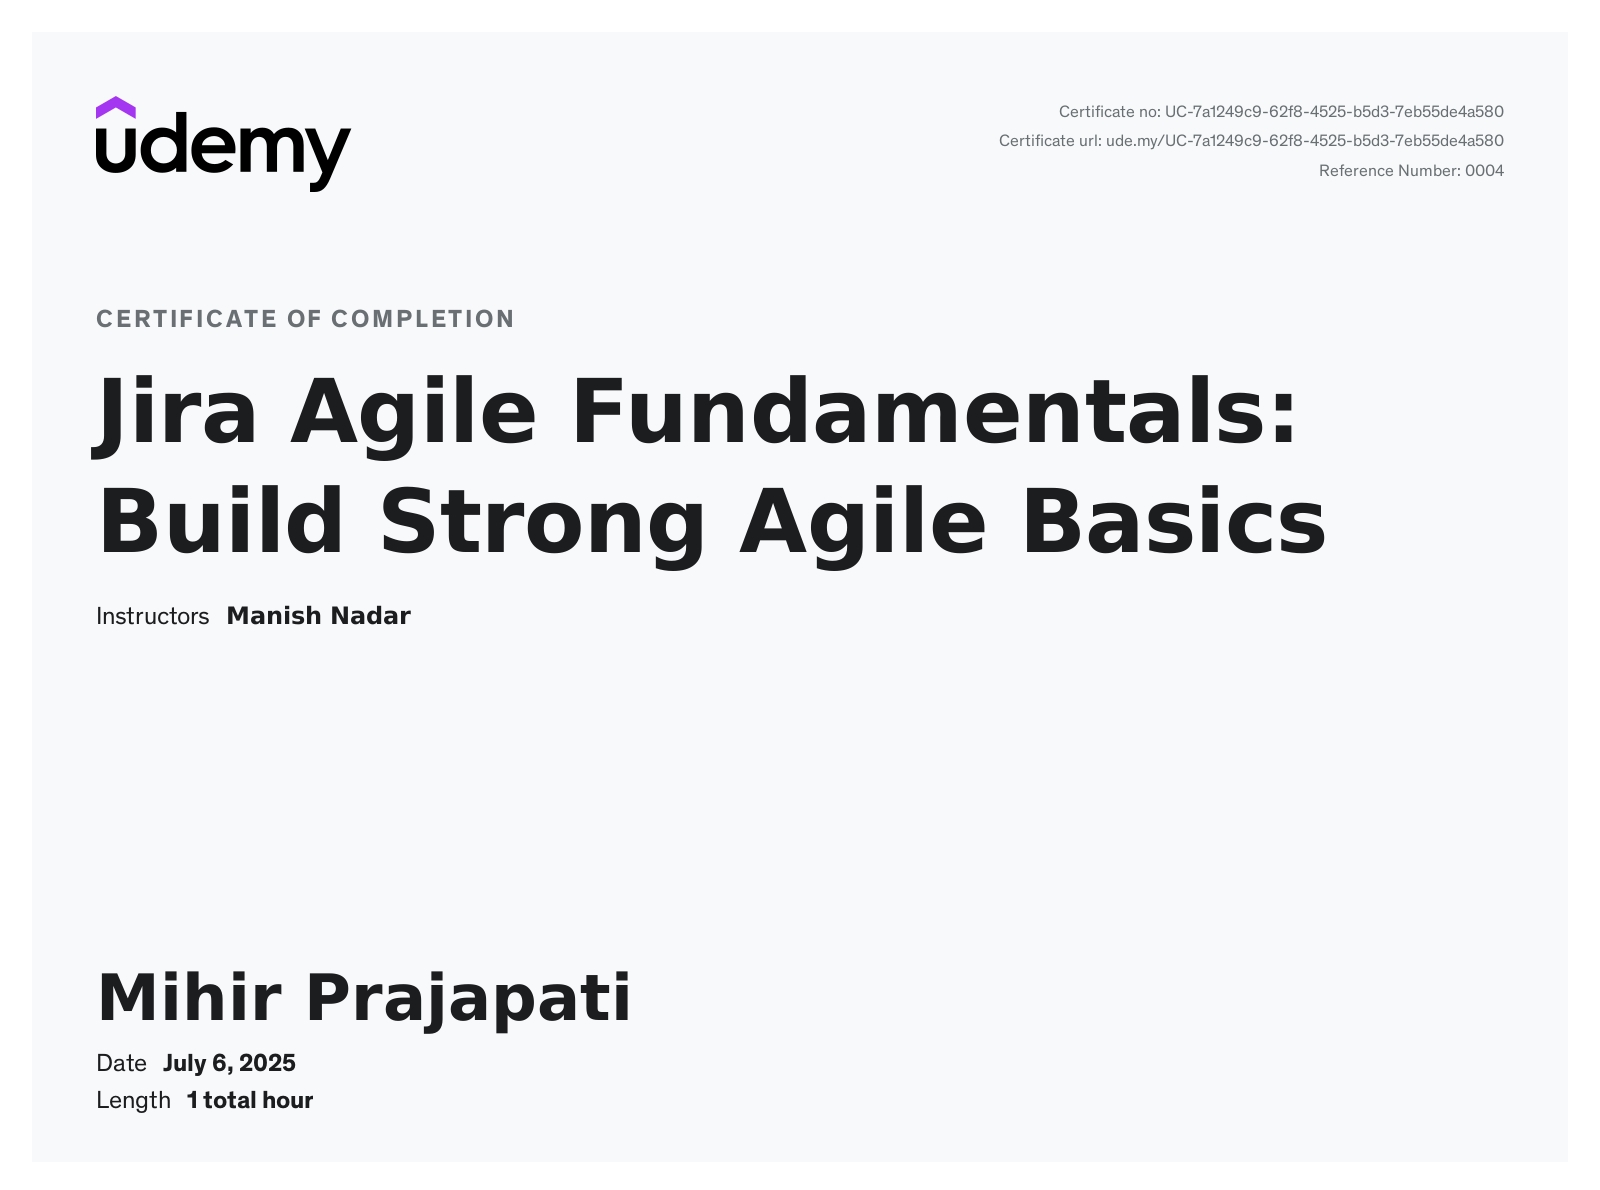 udemy
Certificate no: UC-7a1249c9-62f8-4525-b5d3-7eb55de4a580
Certificate url: ude.my/UC-7a1249c9-62f8-4525-b5d3-7eb55de4a580
Reference Number: 0004
CERTIFICATE OF COMPLETION
Jira Agile Fundamentals:
Build Strong Agile Basics
Instructors Manish Nadar
Mihir Prajapati
Date July 6, 2025
Length 1 total hour